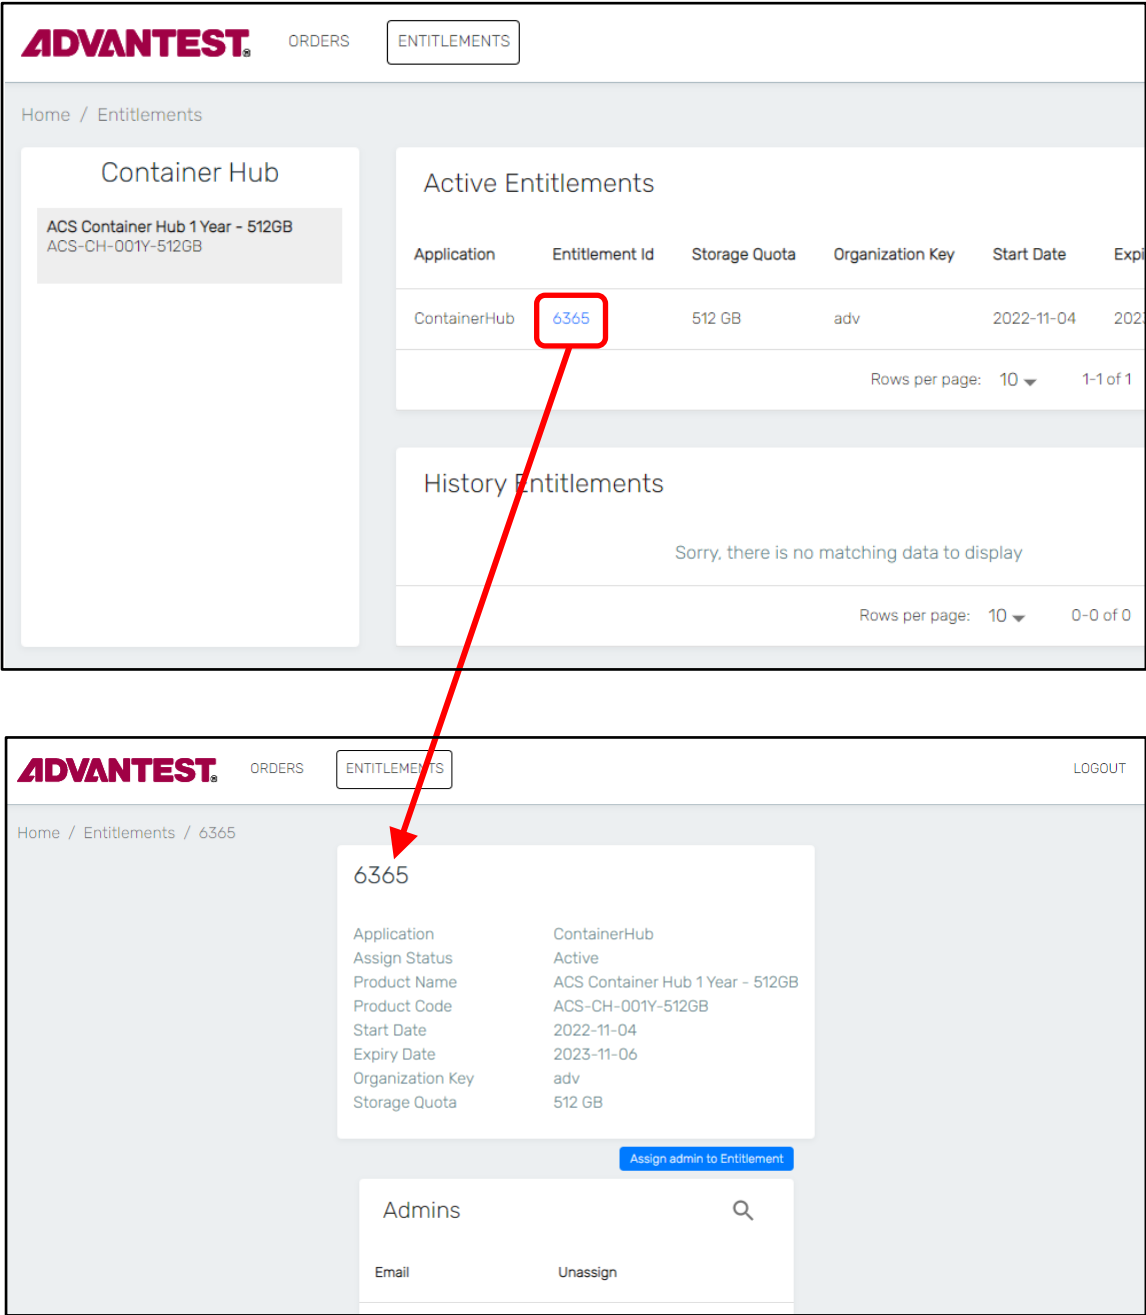 ADVANTEST® ORDERS ENTITLEMENTS
Home / Entitlements
Container Hub
ACS Container Hub 1 Year - 512GB
ACS-CH-001Y-512GB
Active Entitlements
Application Entitlement Id Storage Quota Organization Key Start Date Expi
ContainerHub 6365 512 GB adv 2022-11-04 202
Rows per page: 10 1-1 of 1
History Entitlements
Sorry, there is no matching data to display
Rows per page: 10 0-0 of 0
ADVANTEST® ORDERS ENTITLEMENTS LOGOUT
Home / Entitlements / 6365
6365
Application ContainerHub
Assign Status Active
Product Name ACS Container Hub 1 Year - 512GB
Product Code ACS-CH-001Y-512GB
Start Date 2022-11-04
Expiry Date 2023-11-06
Organization Key adv
Storage Quota 512 GB
Assign admin to Entitlement
Admins
Email Unassign